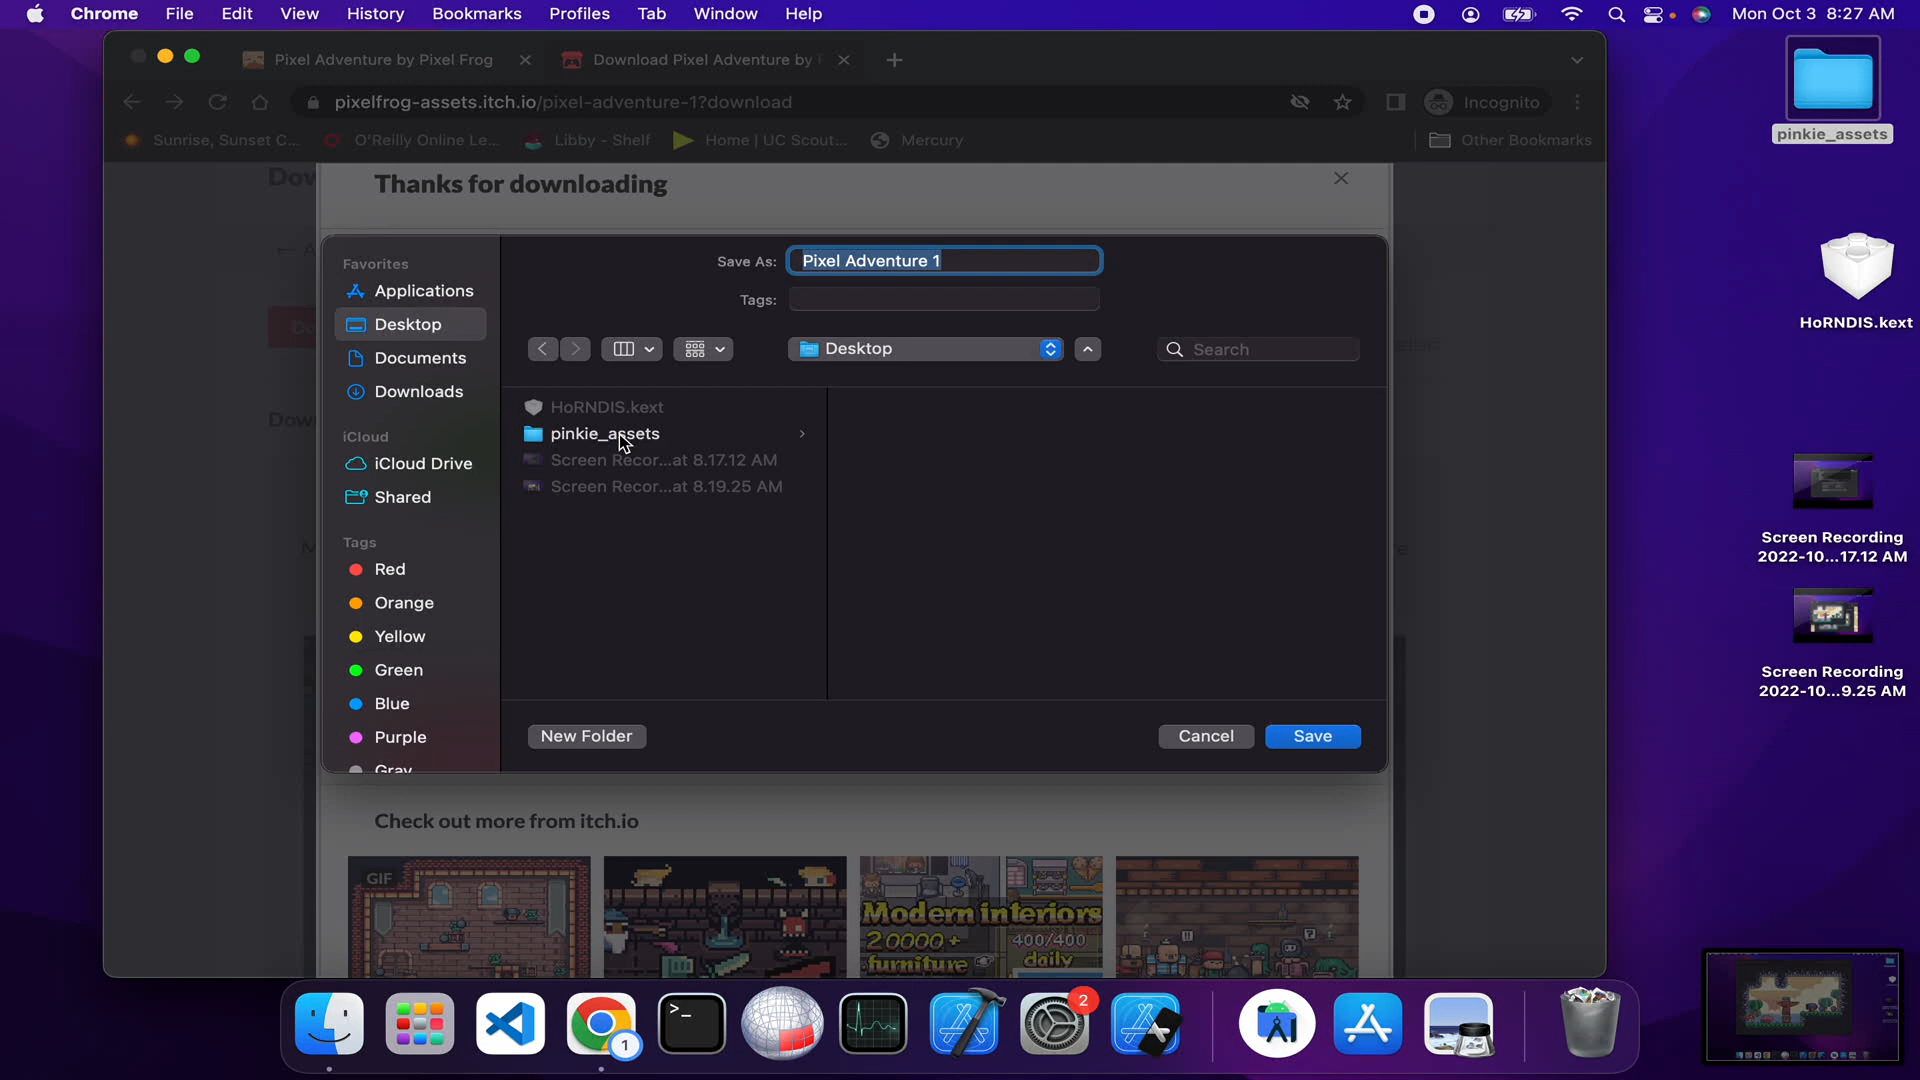 Chrome File Edit View History Bookmarks Profiles Tab Window Help Mon Oct 3 8:27 AM
Pixel Adventure by Pixel Frog Download Pixel Adventure by
pixelfrog-assets.itch.io/pixel-adventure-1?download Incognito
Sunrise, Sunset C... O'Reilly Online Le... Libby - Shelf Home | UC Scout... Mercury Other Bookmarks
pinkie_assets
Thanks for downloading
Favorites
Applications
Desktop
Documents
Downloads
iCloud
iCloud Drive
Shared
Tags
Red
Orange
Yellow
Green
Blue
Purple
Gray
Save As: Pixel Adventure 1
Tags:
Desktop Search
HoRNDIS.kext
pinkie_assets
Screen Recor...at 8.17.12 AM
Screen Recor...at 8.19.25 AM
New Folder Cancel Save
HoRNDIS.kext
Screen Recording
2022-10...17.12 AM
Screen Recording
2022-10...9.25 AM
Check out more from itch.io
GIF
Modern interiors
20000+
furniture
400/400
daily
>_
1
2